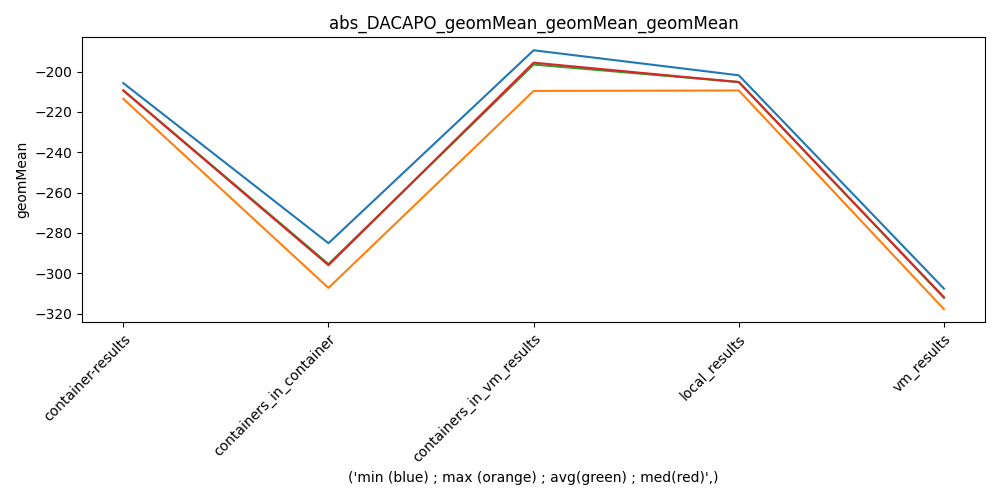 abs_DACAPO_geomMean_geomMean_geomMean
geomMean
−200
−220
−240
−260
−280
−300
−320
container-results
containers_in_container
containers_in_vm_results
local_results
vm_results
('min (blue) ; max (orange) ; avg(green) ; med(red)',)